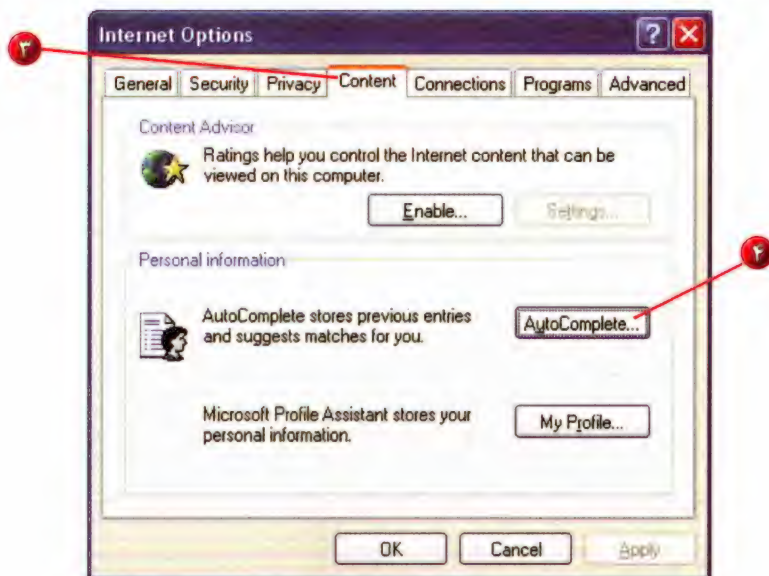 Internet Options
۳
General Security Privacy Content Connections Programs Advanced
Content Advisor
Ratings help you control the Internet content that can be
viewed on this computer.
Enable... Settings...
Personal information
۴
AutoComplete stores previous entries
and suggests matches for you.
AutoComplete...
Microsoft Profile Assistant stores your
personal information.
My Profile...
OK Cancel Apply